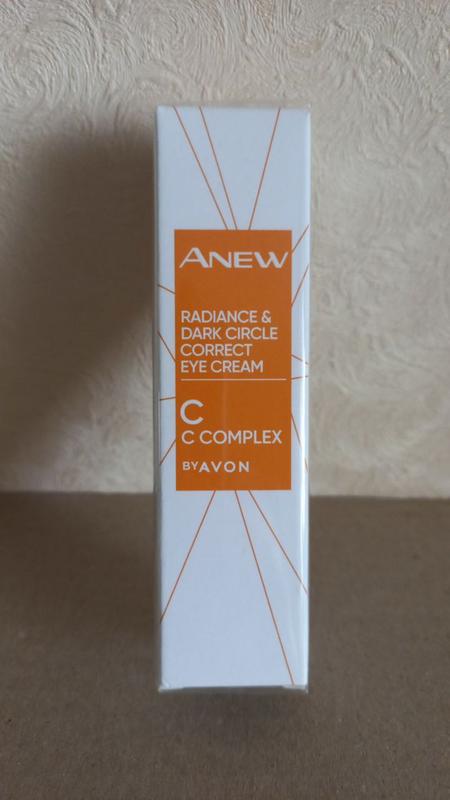 ANEW
RADIANCE &
DARK CIRCLE
CORRECT
EYE CREAM
C
C COMPLEX
BY AVON